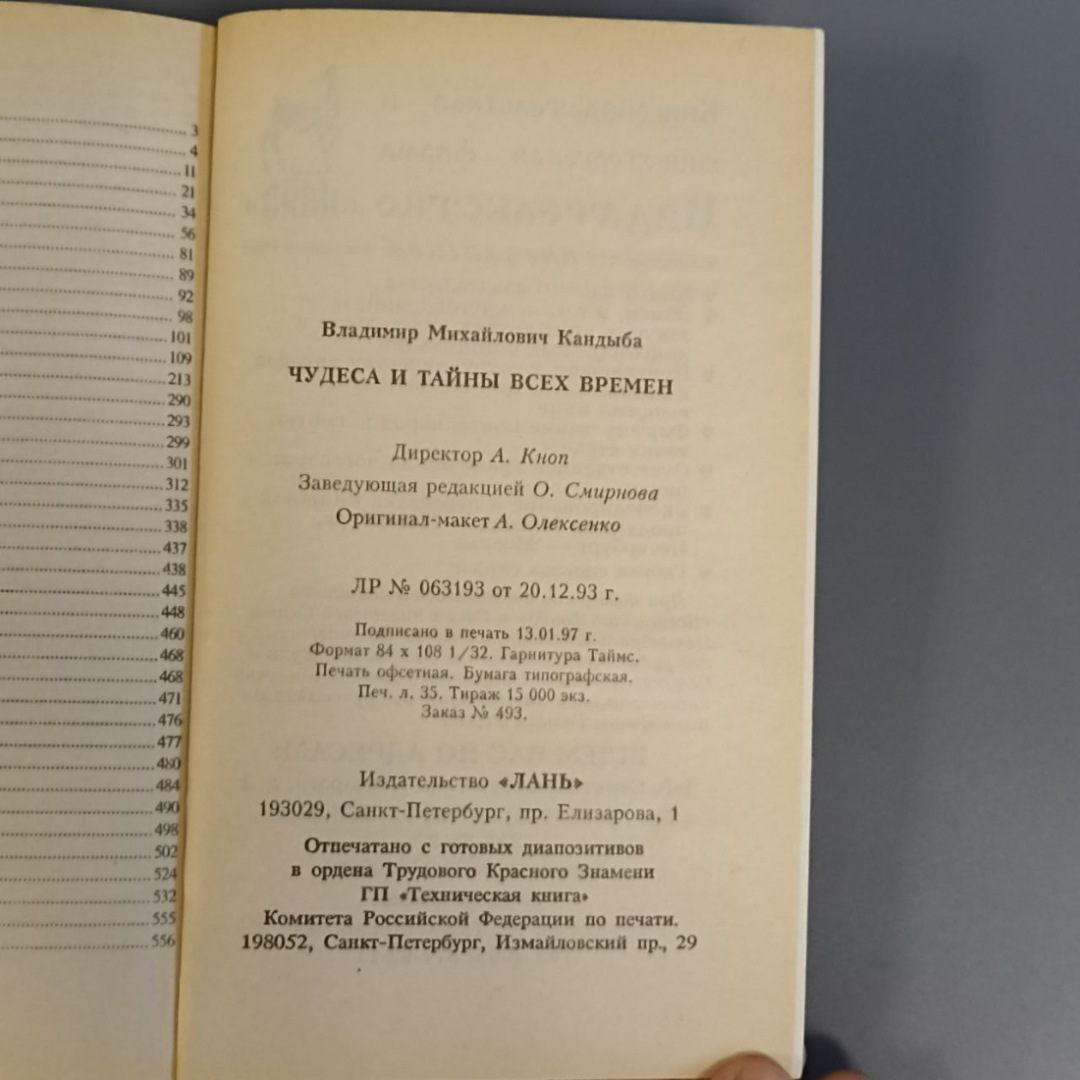 3
4
11
21
34
56
81
89
92
98
101
109
213
290
293
299
301
312
335
338
437
438
445
448
460
468
468
471
476
477
480
484
490
498
502
524
532
555
556
Владимир Михайлович Кандыба
ЧУДЕСА И ТАЙНЫ ВСЕХ ВРЕМЕН
Директор А. Кноп
Заведующая редакцией О. Смирнова
Оригинал-макет А. Олексенко
ЛР № 063193 от 20.12.93 г.
Подписано в печать 13.01.97 г.
Формат 84 х 108 1/32. Гарнитура Таймс.
Печать офсетная. Бумага типографская.
Печ. л. 35. Тираж 15 000 экз.
Заказ № 493.
Издательство «ЛАНЬ»
193029, Санкт-Петербург, пр. Елизарова, 1
Отпечатано с готовых диапозитивов
в ордена Трудового Красного Знамени
ГП «Техническая книга»
Комитета Российской Федерации по печати.
198052, Санкт-Петербург, Измайловский пр., 29